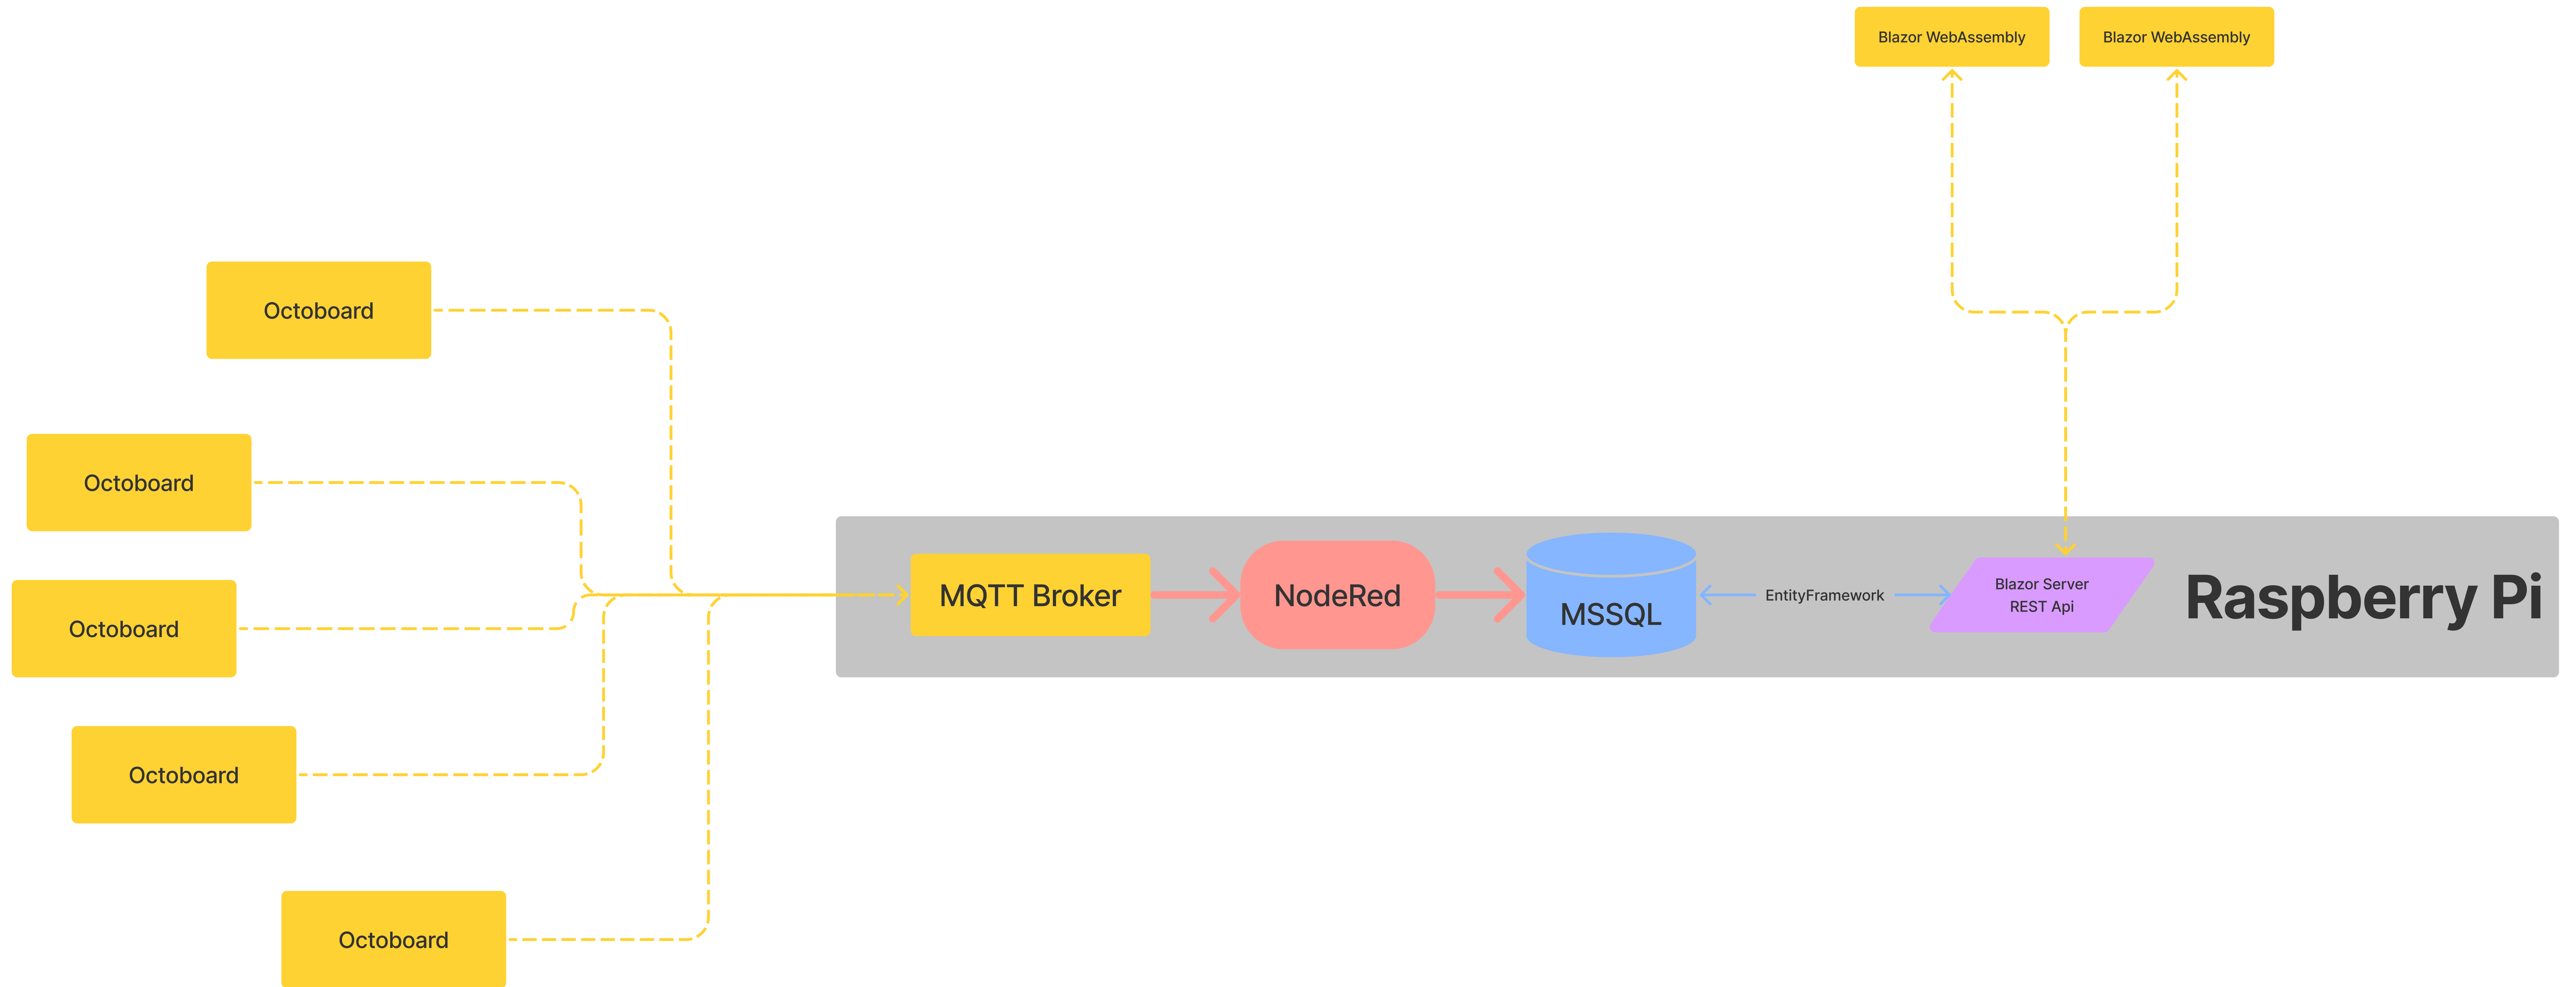 Blazor WebAssembly
Blazor WebAssembly
Octoboard
Octoboard
Octoboard
Octoboard
Octoboard
MQTT Broker
NodeRed
MSSQL
EntityFramework
Blazor Server
REST Api
Raspberry Pi